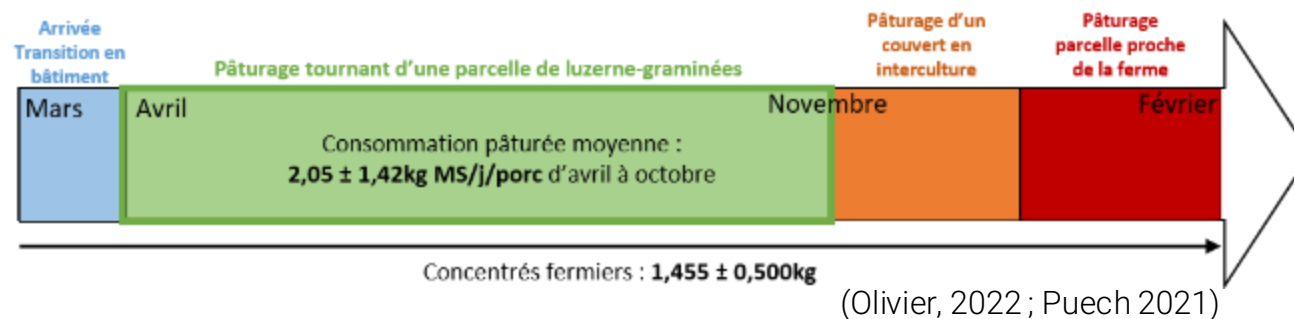 Arrivée
Transition en
bâtiment
Pâturage tournant d'une parcelle de luzerne-graminées
Pâturage d'un
couvert en
interculture
Pâturage
parcelle proche
de la ferme
Mars
Avril
Novembre
Février
Consommation pâturée moyenne :
2,05 ± 1,42kg MS/j/porc d'avril à octobre
Concentrés fermiers : 1,455 ± 0,500kg
(Olivier, 2022 ; Puech 2021)